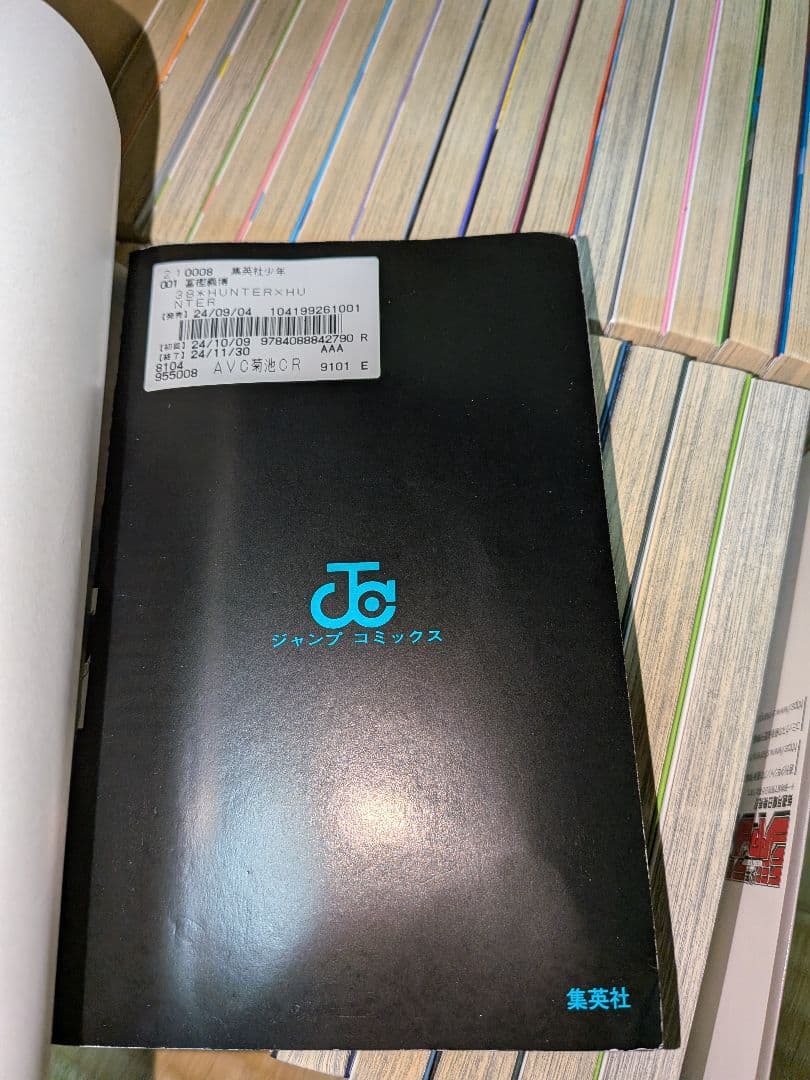 210008 集英社少年
001 冨樫義博
38*HUNTER×HU
NTER
【発売】24/09/04 104199261001
【初回】24/10/09 9784088842790 R
【終了】24/11/30 AAA
8104
955008 AVC菊池CR 9101 E
ジャンプ コミックス
集英社